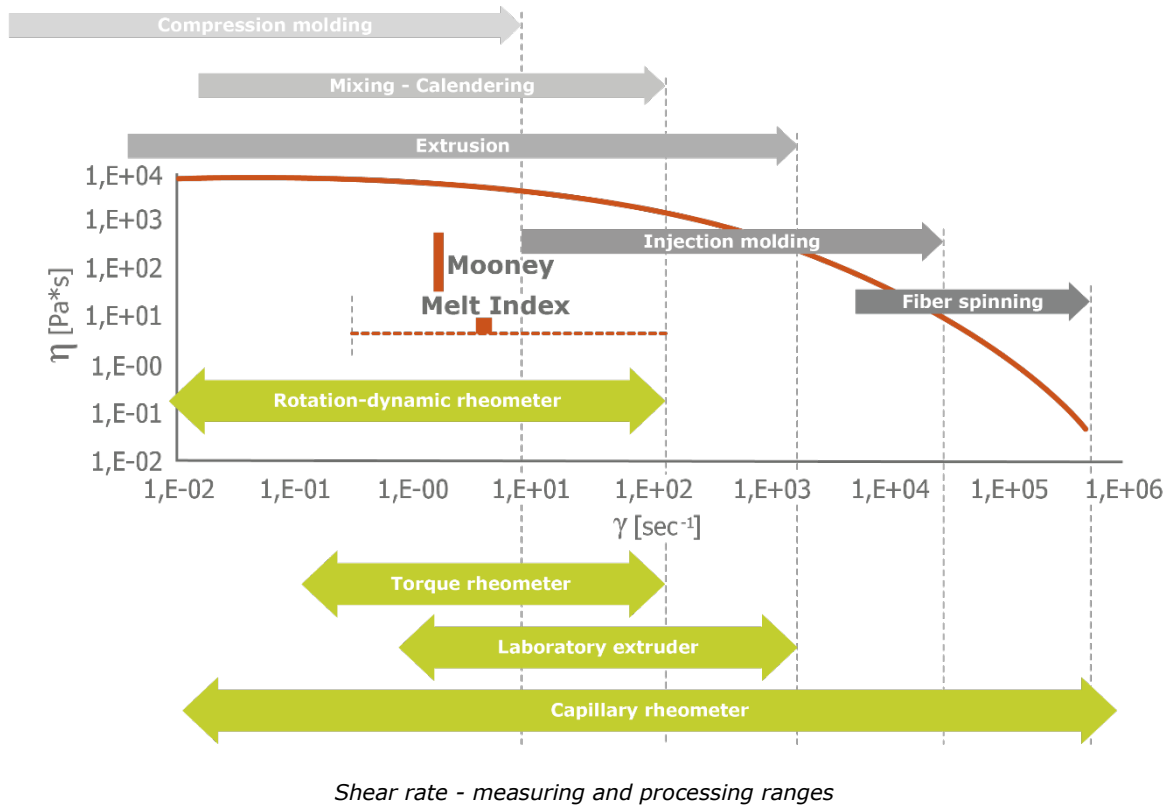 Compression molding
Mixing - Calendering
Extrusion
1,E+04
1,E+03
1,E+02
1,E+01
1,E-00
1,E-01
1,E-02
η [Pa*s]
Injection molding
Mooney
Melt Index
Fiber spinning
Rotation-dynamic rheometer
1,E-02 1,E-01 1,E-00 1,E+01 1,E+02 1,E+03 1,E+04 1,E+05 1,E+06
γ [sec⁻¹]
Torque rheometer
Laboratory extruder
Capillary rheometer
Shear rate - measuring and processing ranges